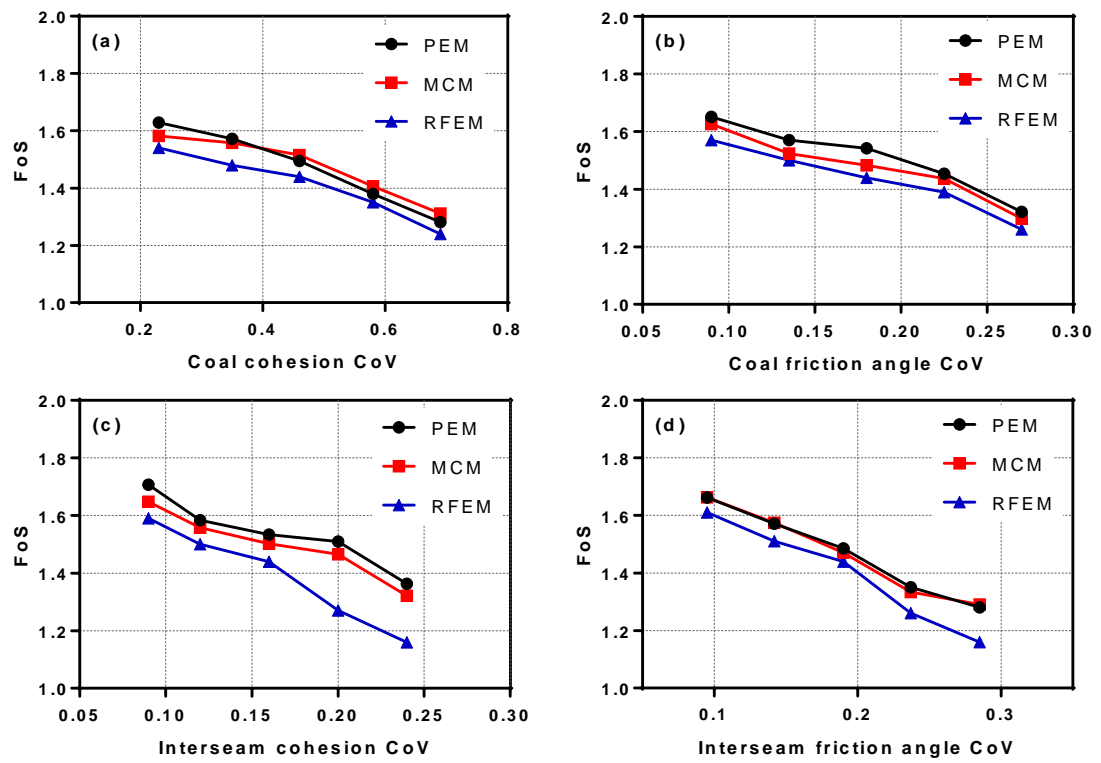 (a)
PEM
MCM
RFEM
2.0
1.8
1.6
1.4
1.2
1.0
FoS
0.2 0.4 0.6 0.8
Coal cohesion CoV
(b)
PEM
MCM
RFEM
2.0
1.8
1.6
1.4
1.2
1.0
FoS
0.05 0.10 0.15 0.20 0.25 0.30
Coal friction angle CoV
(c)
PEM
MCM
RFEM
2.0
1.8
1.6
1.4
1.2
1.0
FoS
0.05 0.10 0.15 0.20 0.25 0.30
Interseam cohesion CoV
(d)
PEM
MCM
RFEM
2.0
1.8
1.6
1.4
1.2
1.0
FoS
0.1 0.2 0.3
Interseam friction angle CoV